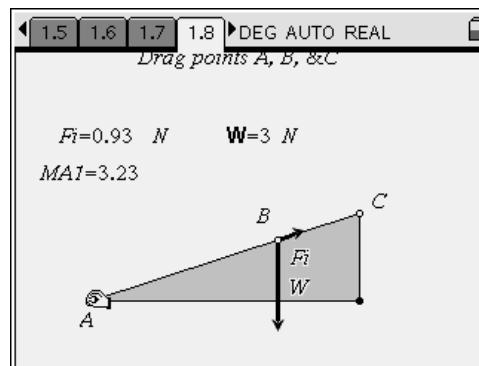 1.5 1.6 1.7 1.8 DEG AUTO REAL
Drag points A, B, &C
Fi=0.93 N W=3 N
MA1=3.23
C
B
Fi
W
A